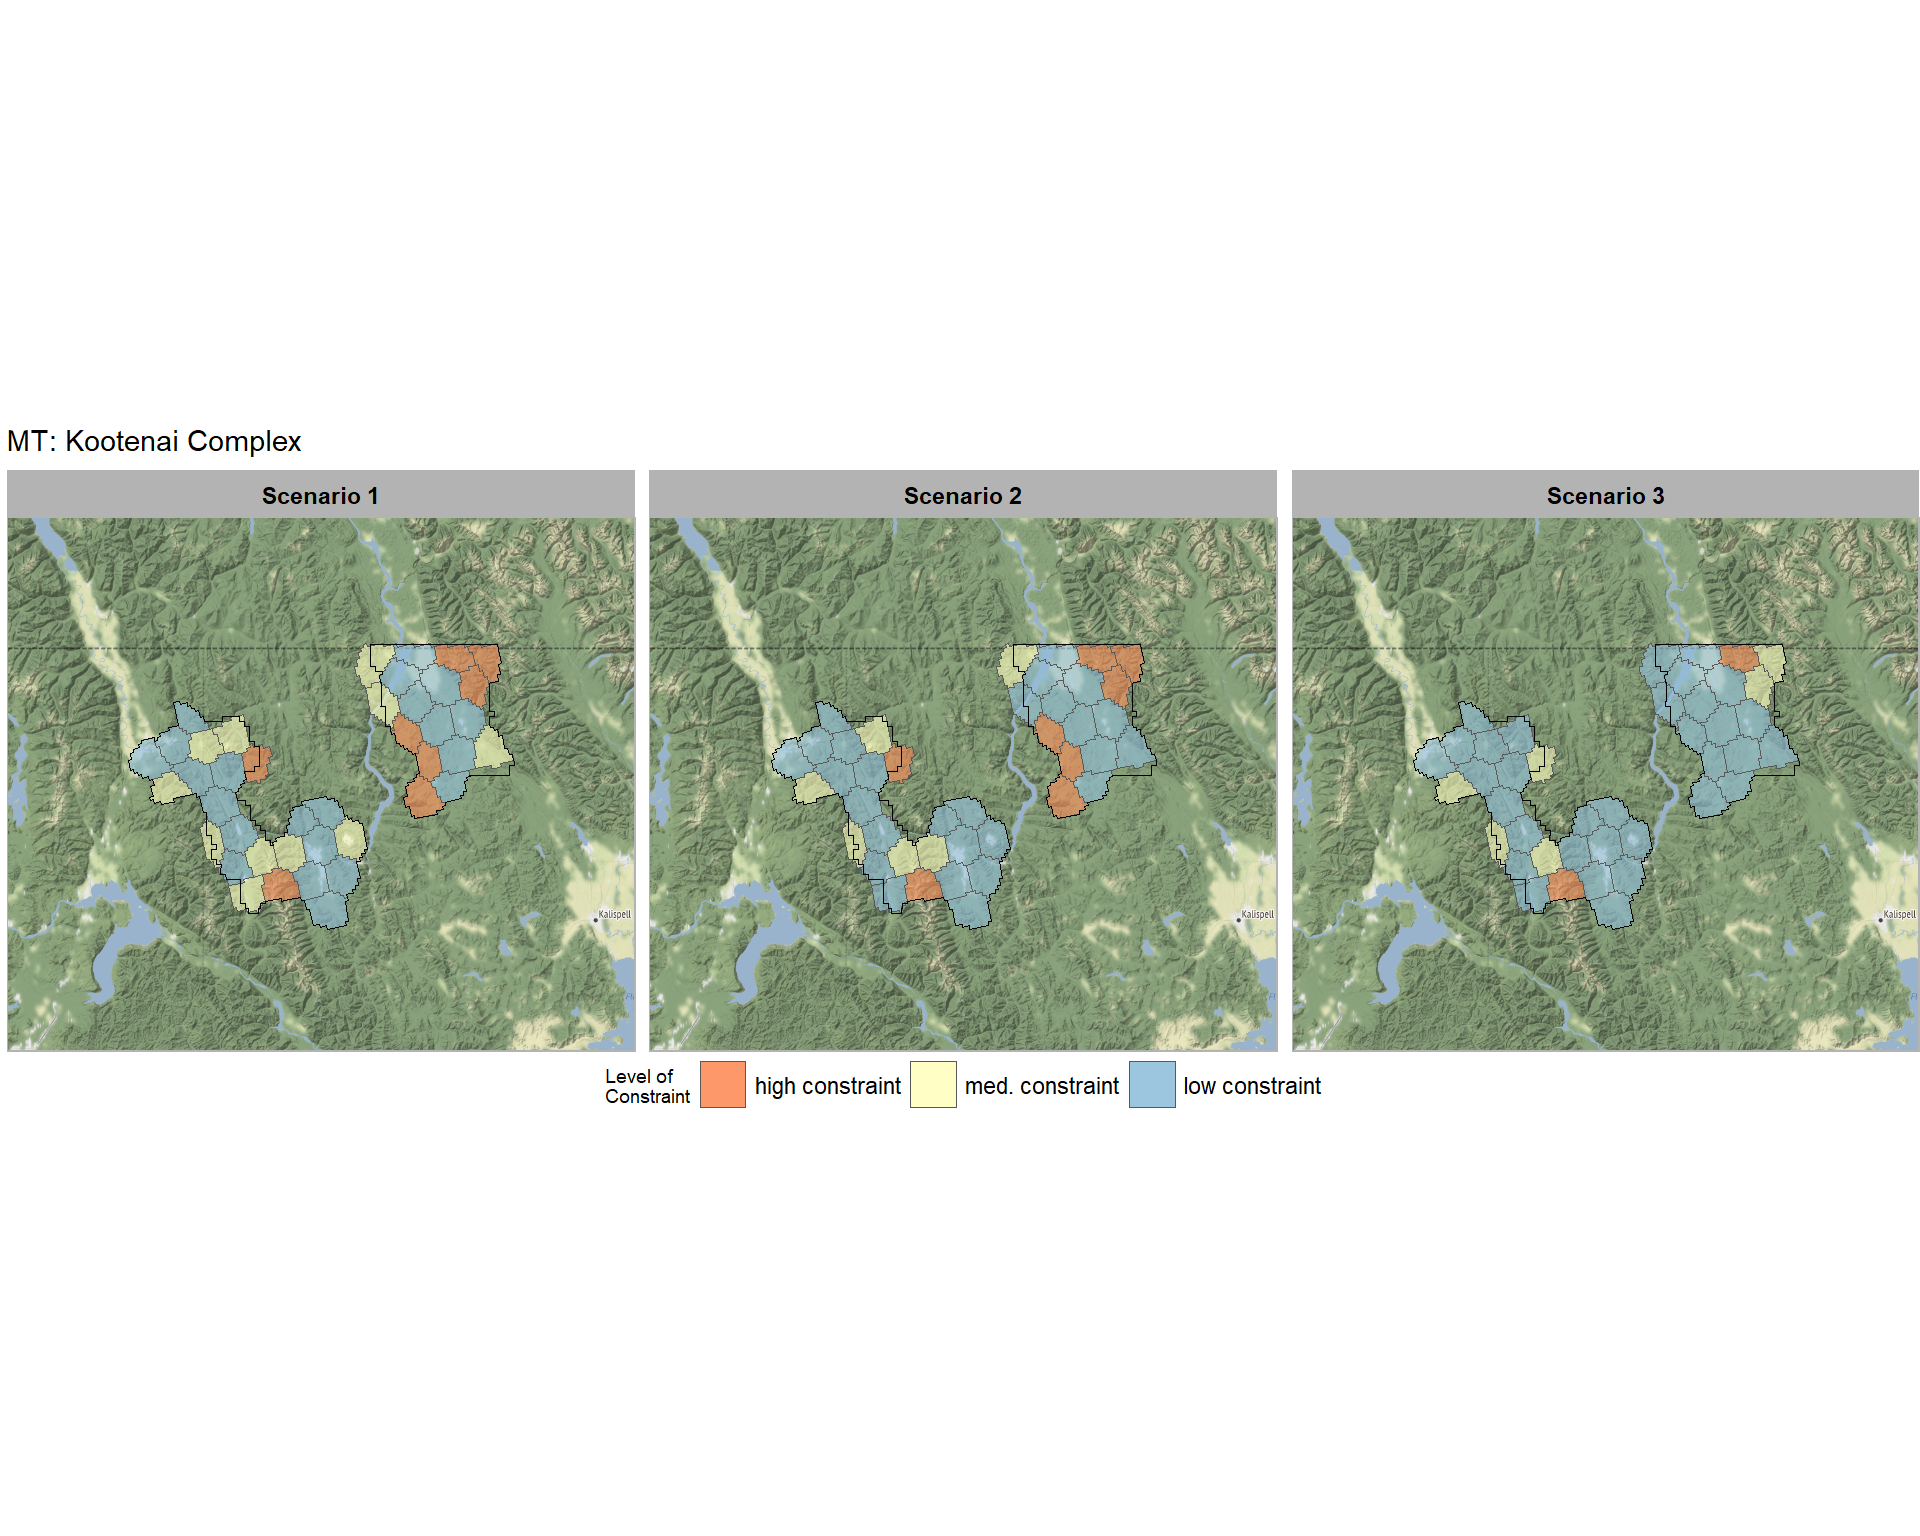 MT: Kootenai Complex
Scenario 1
Scenario 2
Scenario 3
Kalispell
Kalispell
Kalispell
Level of
Constraint
high constraint
med. constraint
low constraint